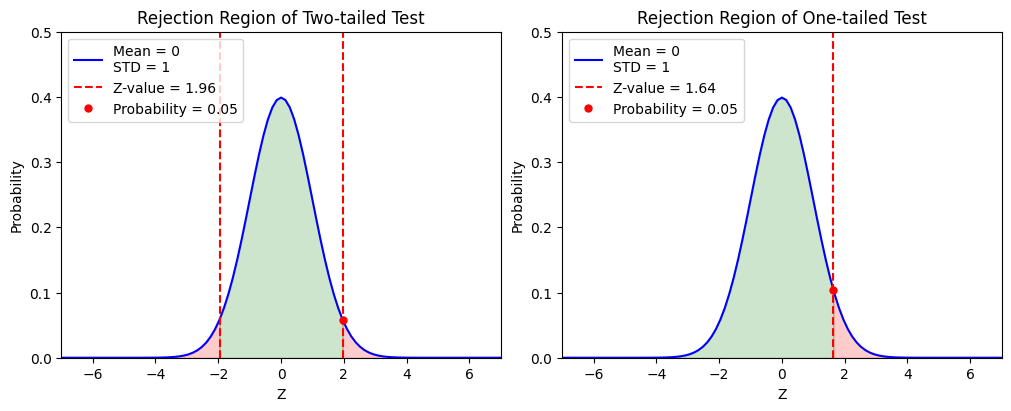 Rejection Region of Two-tailed Test
Mean = 0
STD = 1
Z-value = 1.96
Probability = 0.05
0.5
0.4
0.3
0.2
0.1
0.0
Probability
−6
−4
−2
0
2
4
6
Z
Rejection Region of One-tailed Test
Mean = 0
STD = 1
Z-value = 1.64
Probability = 0.05
0.5
0.4
0.3
0.2
0.1
0.0
Probability
−6
−4
−2
0
2
4
6
Z